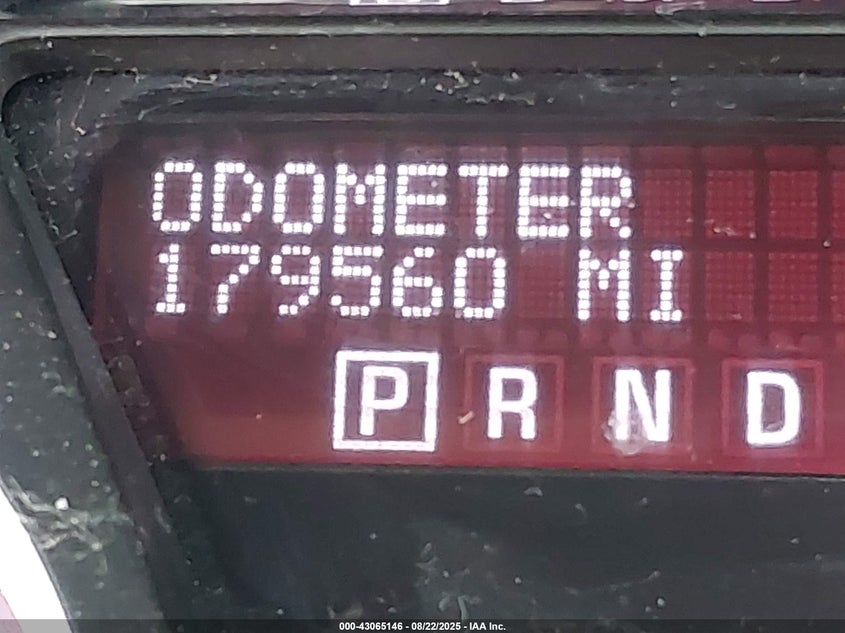 ODOMETER
179560 MI
P R N D
000-43065146 - 08/22/2025 - IAA Inc.